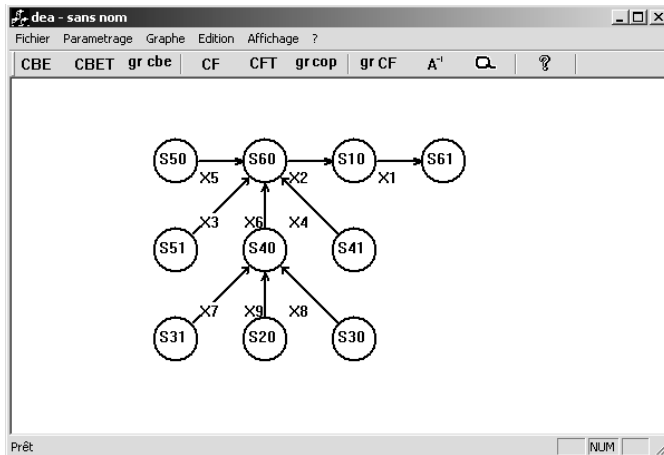 dea - sans nom
Fichier Parametrage Graphe Edition Affichage ?
CBE CBET gr cbe CF CFT gr cop gr CF A⁻¹ ?
S50 S60 S10 S61
X5 X2 X1
X3 X6 X4
S51 S40 S41
X7 X9 X8
S31 S20 S30
Prêt NUM